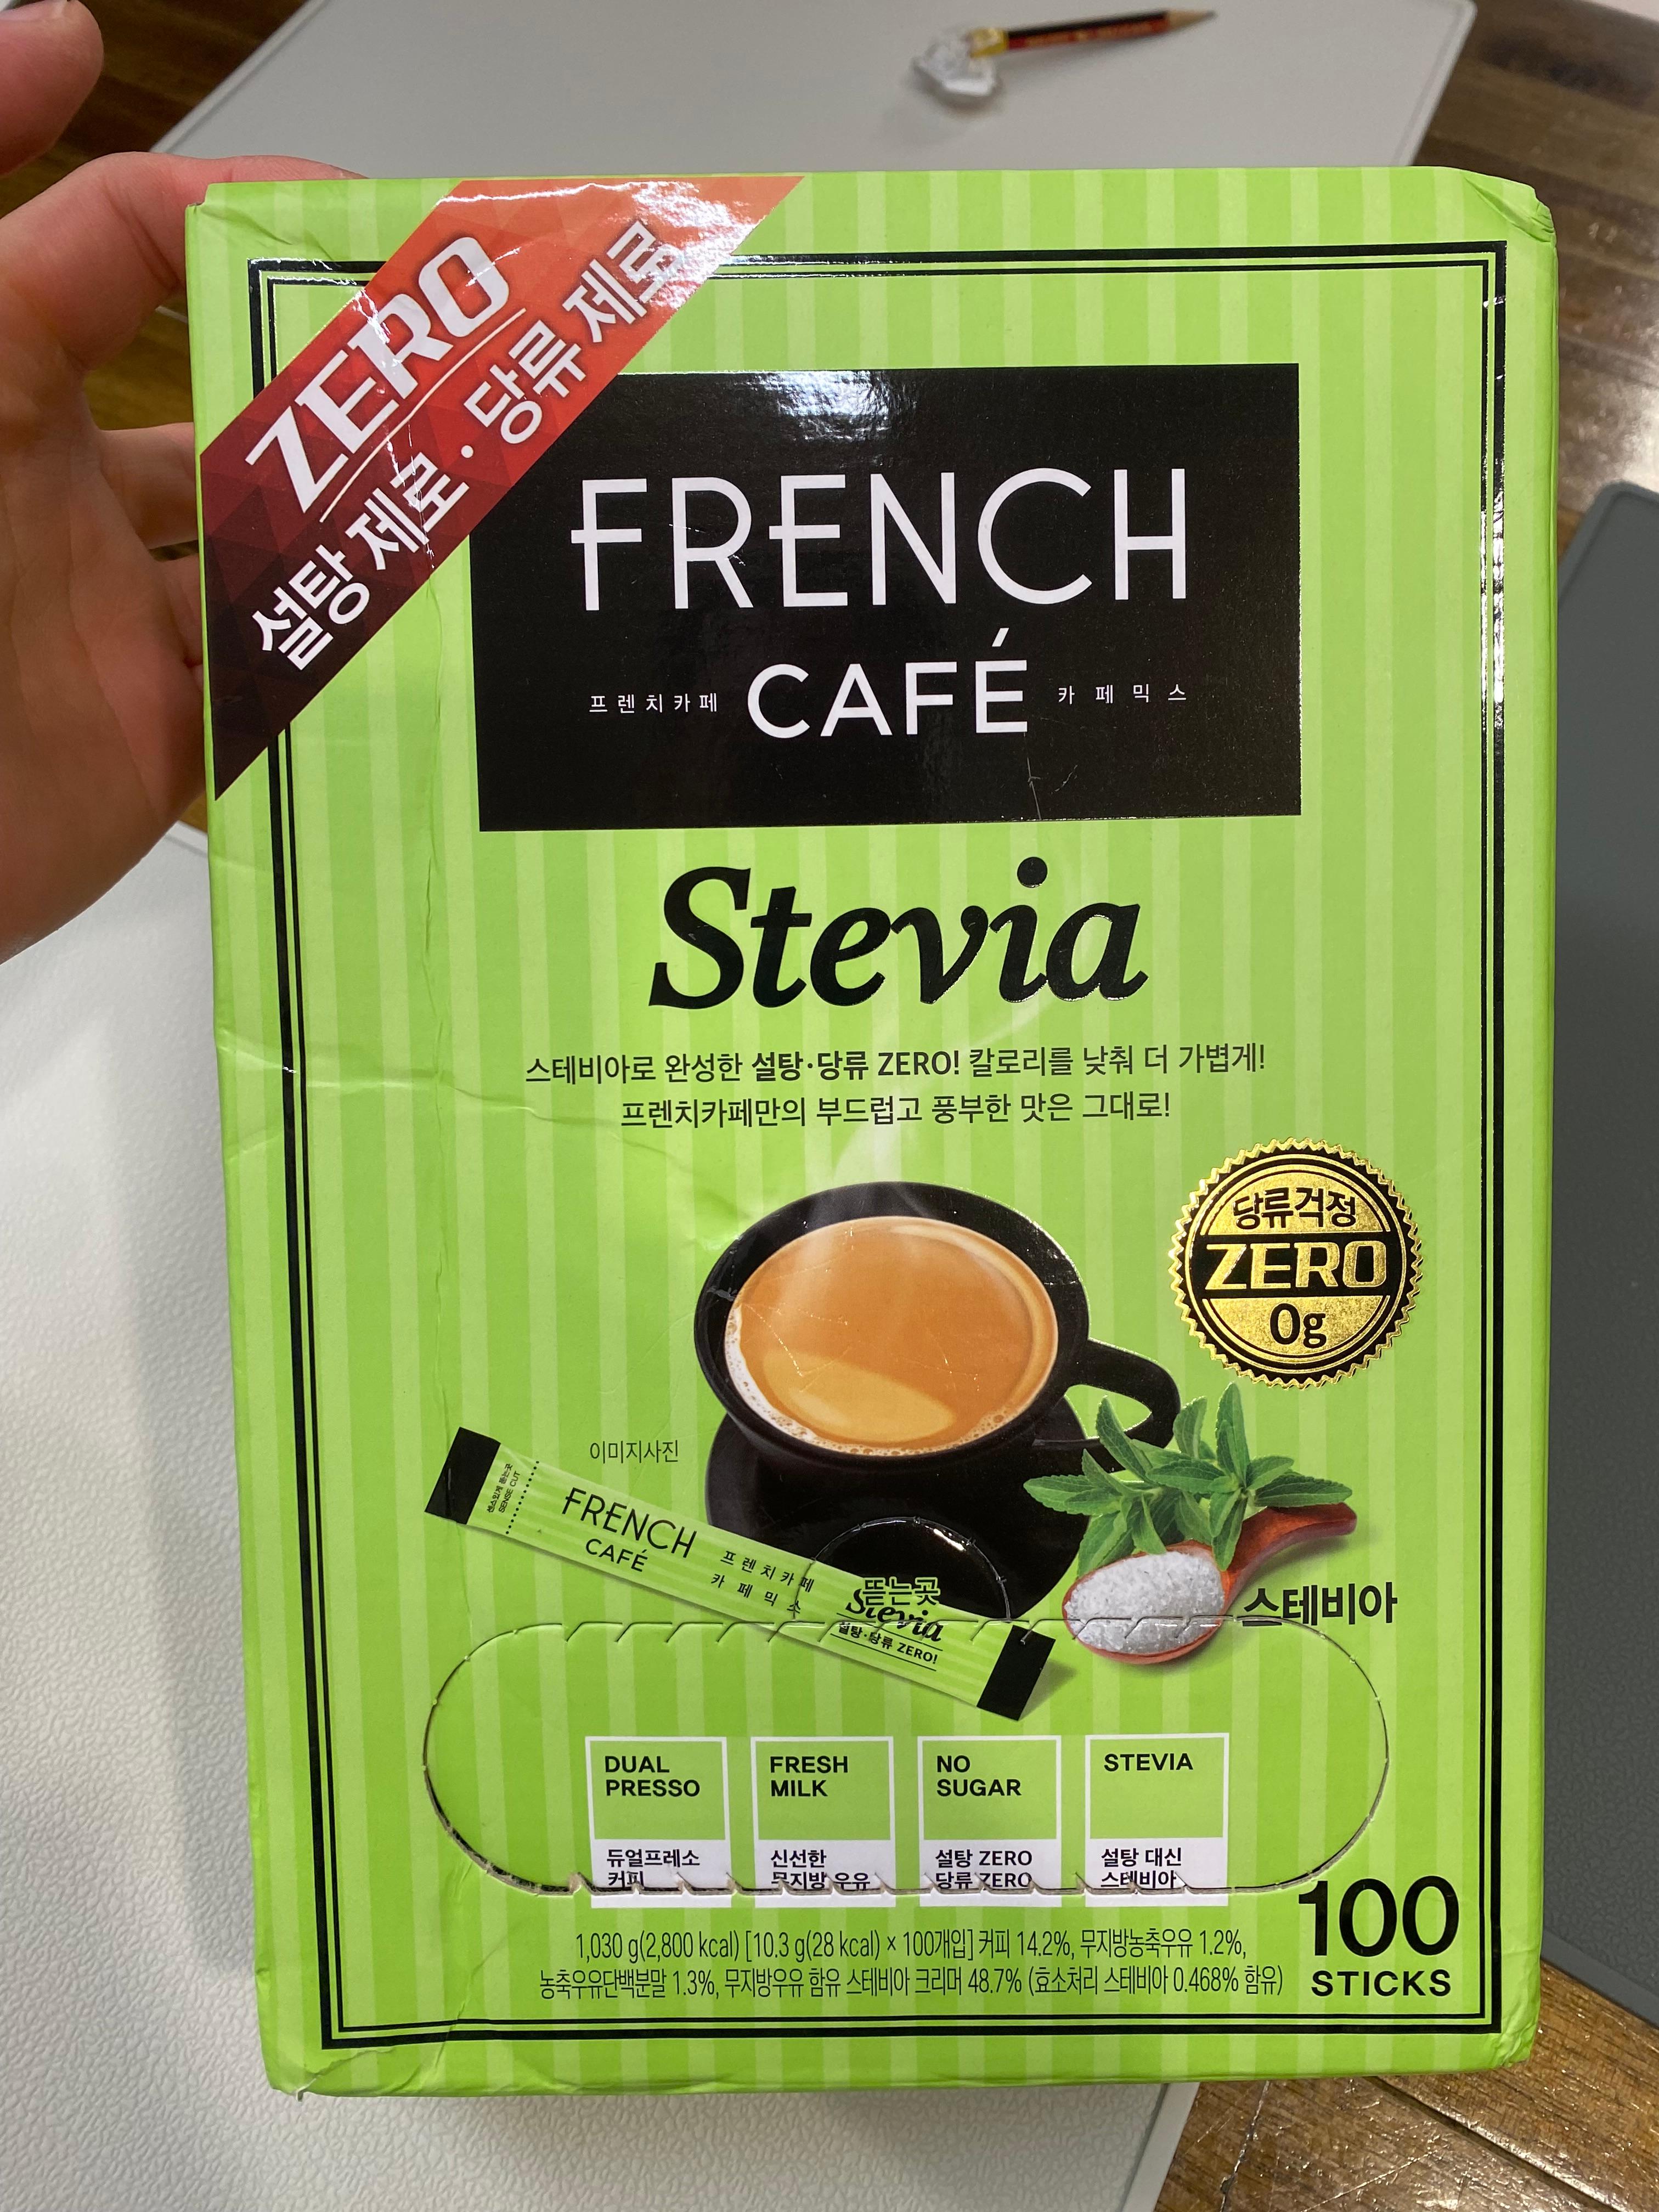 ZERO
설탕 제로·당류 제로
FRENCH
CAFÉ
프렌치카페
카페믹스
Stevia
스테비아로 완성한 설탕·당류 ZERO! 칼로리를 낮춰 더 가볍게!
프렌치카페만의 부드럽고 풍부한 맛은 그대로!
당류걱정
ZERO
0g
이미지사진
센스있게 뜯는곳
SENSE CUT
FRENCH
CAFÉ
프렌치카페
카페믹스
뜯는곳
Stevia
설탕·당류 ZERO!
스테비아
DUAL
PRESSO
듀얼프레소
커피
FRESH
MILK
신선한
무지방 우유
NO
SUGAR
설탕 ZERO
당류 ZERO
STEVIA
설탕 대신
스테비아
100
STICKS
1,030 g(2,800 kcal) [10.3 g(28 kcal) × 100개입] 커피 14.2%, 무지방농축우유 1.2%,
농축우유단백분말 1.3%, 무지방우유 함유 스테비아 크리머 48.7% (효소처리 스테비아 0.468% 함유)